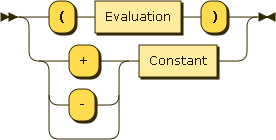 ( Evaluation )
+ Constant
-